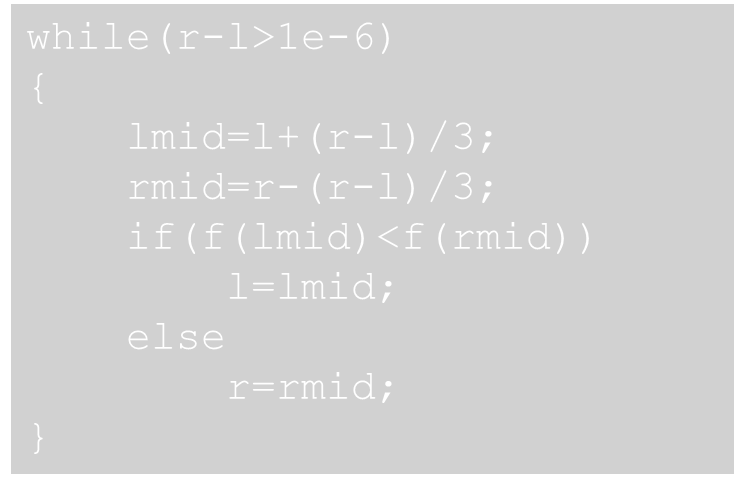 while(r-l>1e-6)
{
lmid=l+(r-l)/3;
rmid=r-(r-l)/3;
if(f(lmid)<f(rmid))
l=lmid;
else
r=rmid;
}